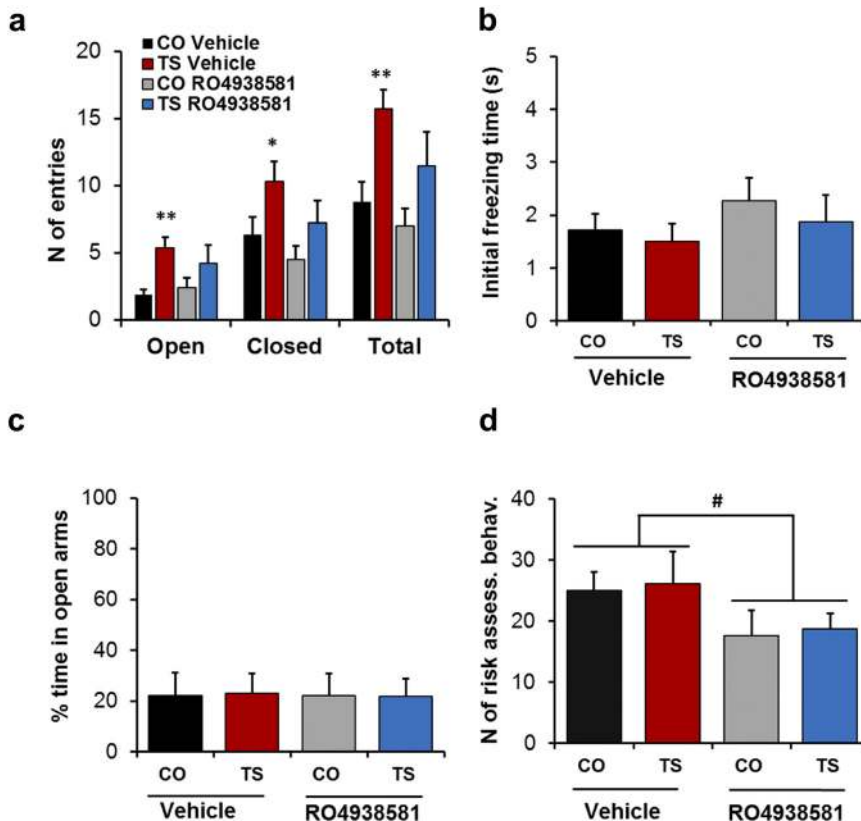 a
CO Vehicle
TS Vehicle
CO RO4938581
TS RO4938581
N of entries
20
15
10
5
0
**
*
**
Open Closed Total
b
Initial freezing time (s)
5
4
3
2
1
0
CO TS CO TS
Vehicle RO4938581
c
% time in open arms
100
80
60
40
20
0
CO TS CO TS
Vehicle RO4938581
d
N of risk assess. behav.
40
30
20
10
0
#
CO TS CO TS
Vehicle RO4938581